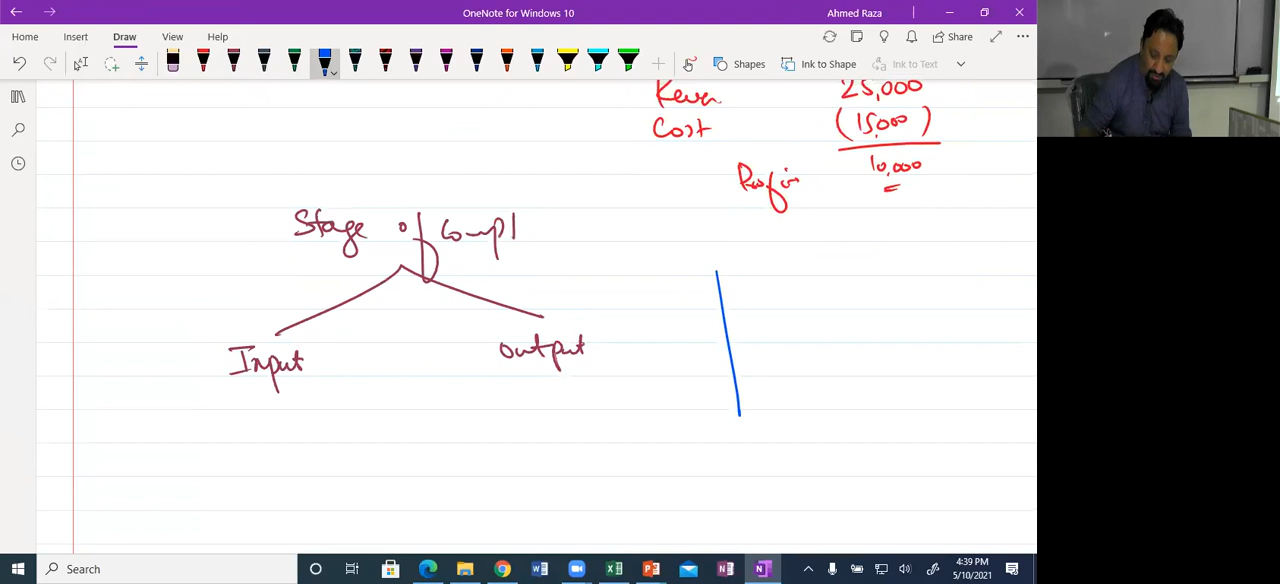 OneNote for Windows 10
Ahmed Raza
Home Insert Draw View Help
Share
Shapes Ink to Shape Ink to Text
25,000
Cost (15,000)
10,000
Stage of Compl
Input output
Search
4:39 PM
5/10/2021